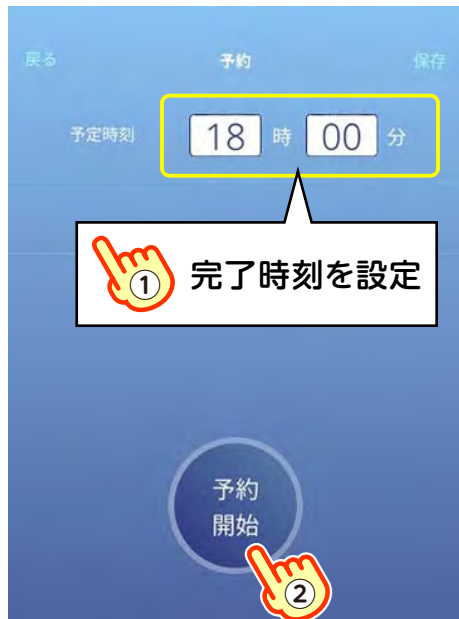 戻る 予約 保存
予定時刻 18 時 00 分
① 完了時刻を設定
予約
開始
②